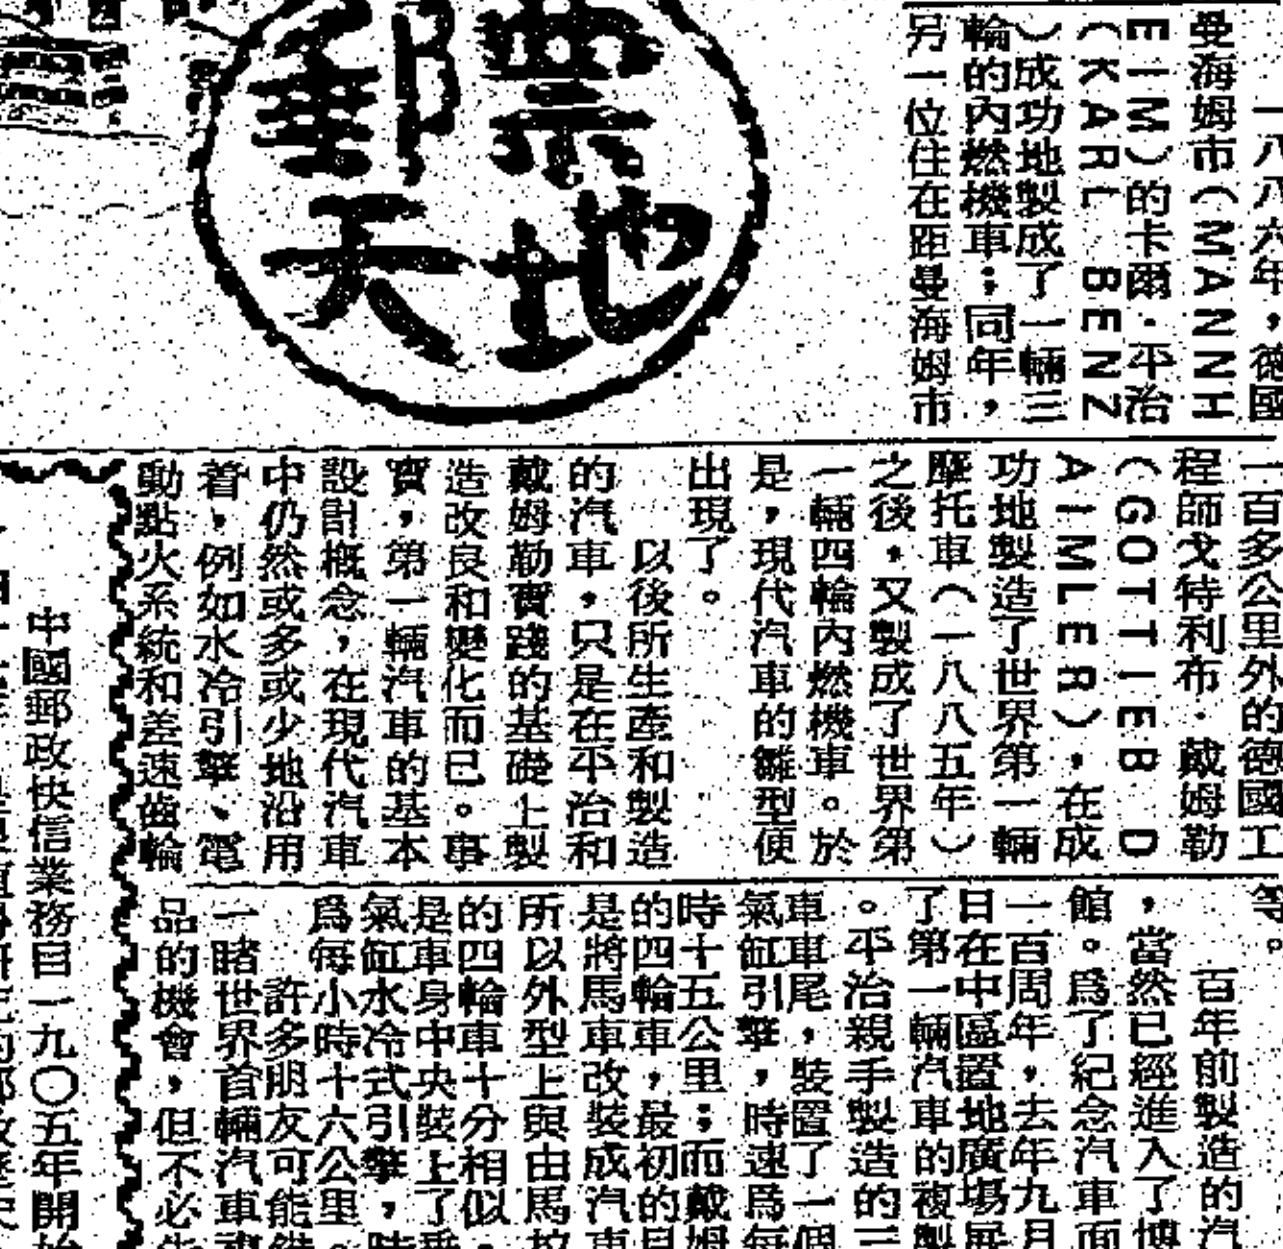 郵票
天地
一八八六年，德國
曼海姆市（ＭＡＮＮＨ
ＥＩＭ）的卡爾．平治
（ＫＡＲＬ　ＢＥＮＺ
）成功地製成了一輛三
輪的內燃機車；同年，
另一位住在距曼海姆市
一百多公里外的德國工
程師戈特利布．戴姆勒
（ＧＯＴＴＩＥＢ　Ｄ
ＡＩＭＬＥＲ），在成
功地製造了世界第一輛
摩托車（一八八五年）
之後，又製成了世界第
一輛四輪內燃機車。於
是，現代汽車的雛型便
出現了。
以後所生產和製造
的汽車，只是在平治和
戴姆勒實踐的基礎上製
造改良和變化而已。事
實，第一輛汽車的基本
設計概念，在現代汽車
中仍然或多或少地沿用
着，例如水冷引擎、電
動點火系統和差速齒輪
等。
百年前製造的汽
，當然已經進入了博
館。爲了紀念汽車面
一百周年，去年九月
日在中區置地廣場展
了第一輛汽車的複製
。平治親手製造的三
車車尾，裝置了一個
氣缸引擎，時速爲每
時十五公里；而戴姆
的四輪車，最初的目
是將馬車改裝成汽車
所以外型上與由馬拉
的四輪車十分相似，
是車身中央裝上了
氣缸水冷式引擎，時
爲每小時十六公里。
許多朋友可能錯
一睹世界首輛汽車複
品的機會，但不必
中國郵政快信業務自一九〇五年開始